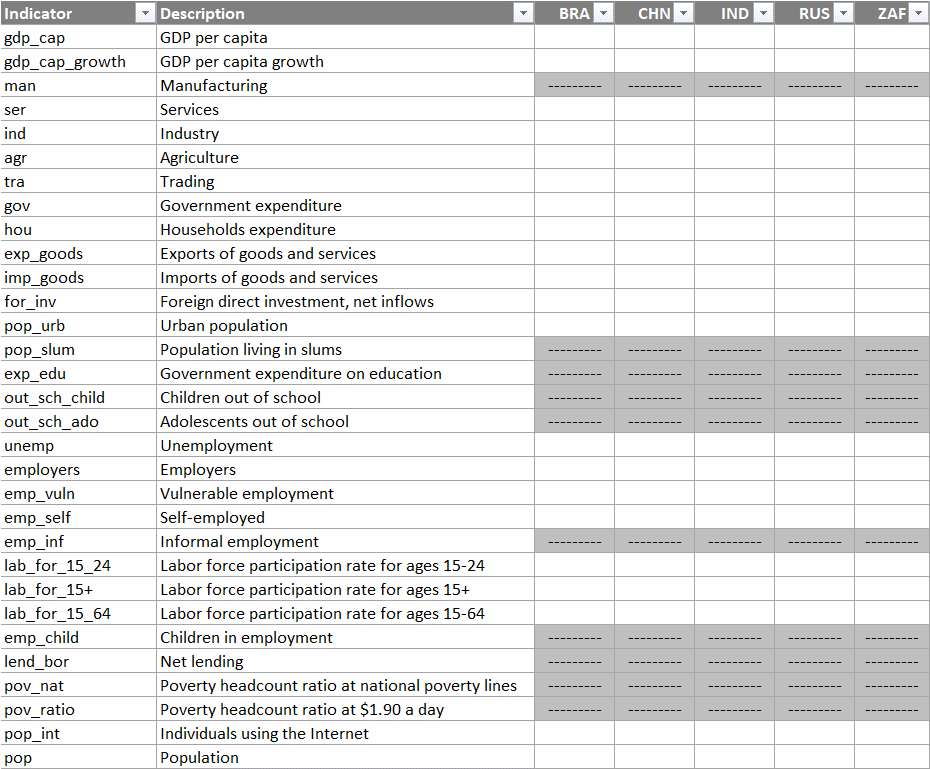 Indicator Description BRA CHN IND RUS ZAF
gdp_cap GDP per capita
gdp_cap_growth GDP per capita growth
man Manufacturing --------- --------- --------- --------- ---------
ser Services
ind Industry
agr Agriculture
tra Trading
gov Government expenditure
hou Households expenditure
exp_goods Exports of goods and services
imp_goods Imports of goods and services
for_inv Foreign direct investment, net inflows
pop_urb Urban population
pop_slum Population living in slums --------- --------- --------- --------- ---------
exp_edu Government expenditure on education --------- --------- --------- --------- ---------
out_sch_child Children out of school --------- --------- --------- --------- ---------
out_sch_ado Adolescents out of school --------- --------- --------- --------- ---------
unemp Unemployment
employers Employers
emp_vuln Vulnerable employment
emp_self Self-employed
emp_inf Informal employment --------- --------- --------- --------- ---------
lab_for_15_24 Labor force participation rate for ages 15-24
lab_for_15+ Labor force participation rate for ages 15+
lab_for_15_64 Labor force participation rate for ages 15-64
emp_child Children in employment --------- --------- --------- --------- ---------
lend_bor Net lending --------- --------- --------- --------- ---------
pov_nat Poverty headcount ratio at national poverty lines --------- --------- --------- --------- ---------
pov_ratio Poverty headcount ratio at $1.90 a day --------- --------- --------- --------- ---------
pop_int Individuals using the Internet
pop Population